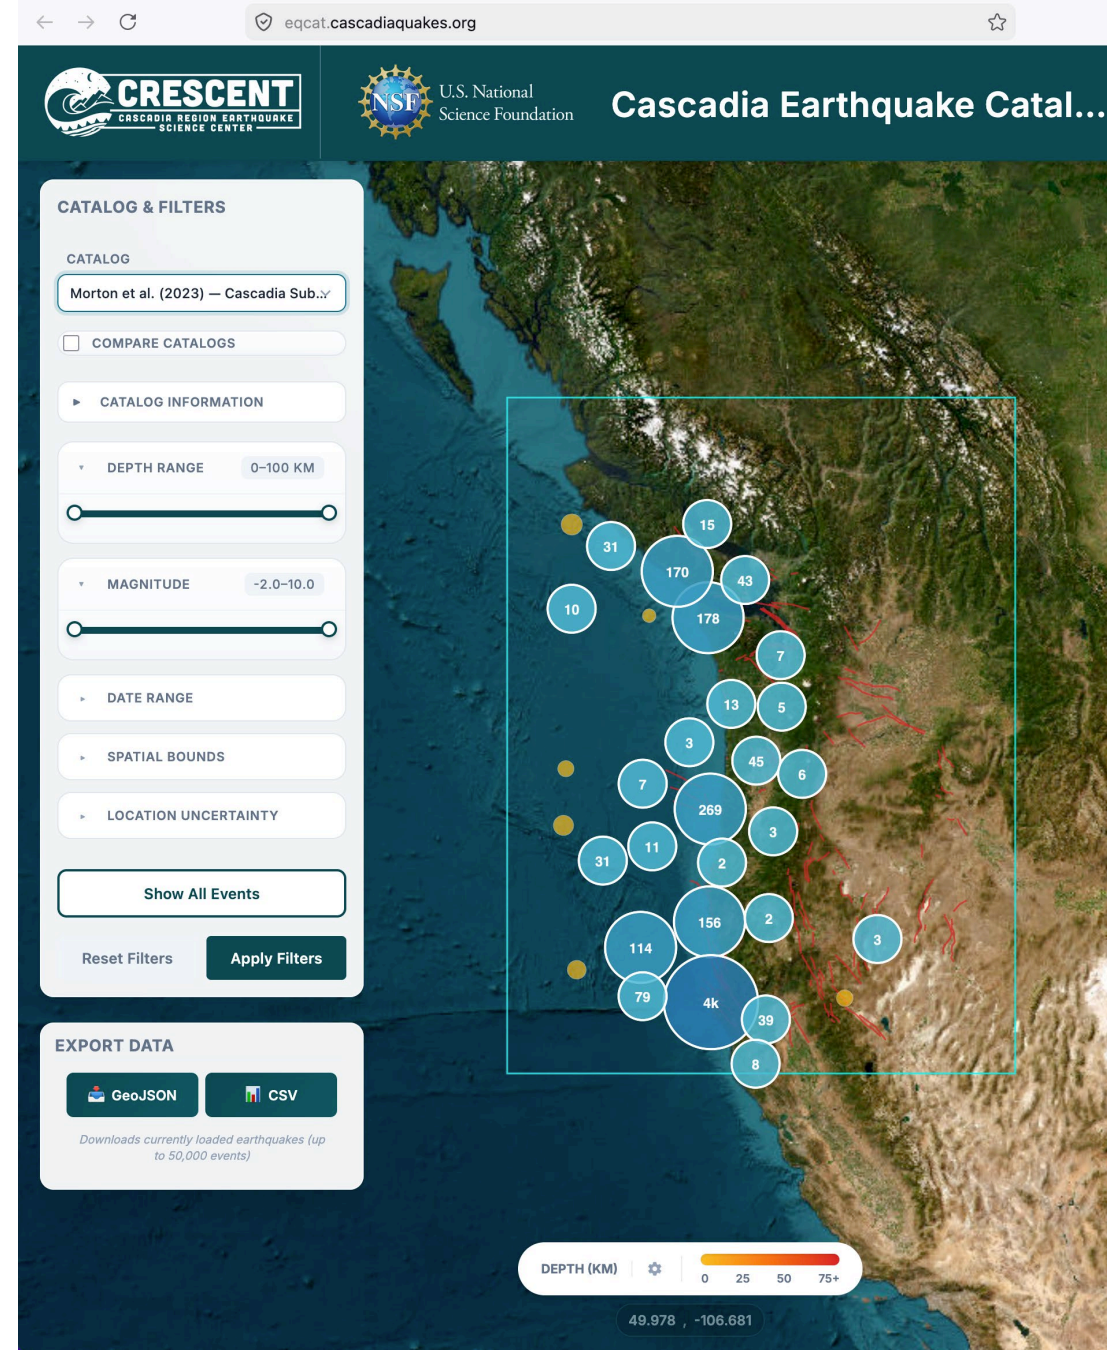 eqcat.cascadiaquakes.org
CRESCENT
CASCADIA REGION EARTHQUAKE
SCIENCE CENTER
NSF
U.S. National
Science Foundation
Cascadia Earthquake Catal...
CATALOG & FILTERS
CATALOG
Morton et al. (2023) — Cascadia Sub...
COMPARE CATALOGS
CATALOG INFORMATION
DEPTH RANGE 0–100 KM
MAGNITUDE -2.0–10.0
DATE RANGE
SPATIAL BOUNDS
LOCATION UNCERTAINTY
Show All Events
Reset Filters Apply Filters
EXPORT DATA
GeoJSON CSV
Downloads currently loaded earthquakes (up
to 50,000 events)
15
31
170
43
10
178
7
13
5
3
45
6
7
269
3
11
31
2
156
2
114
3
79
4k
39
8
DEPTH (KM)
0 25 50 75+
49.978 , -106.681